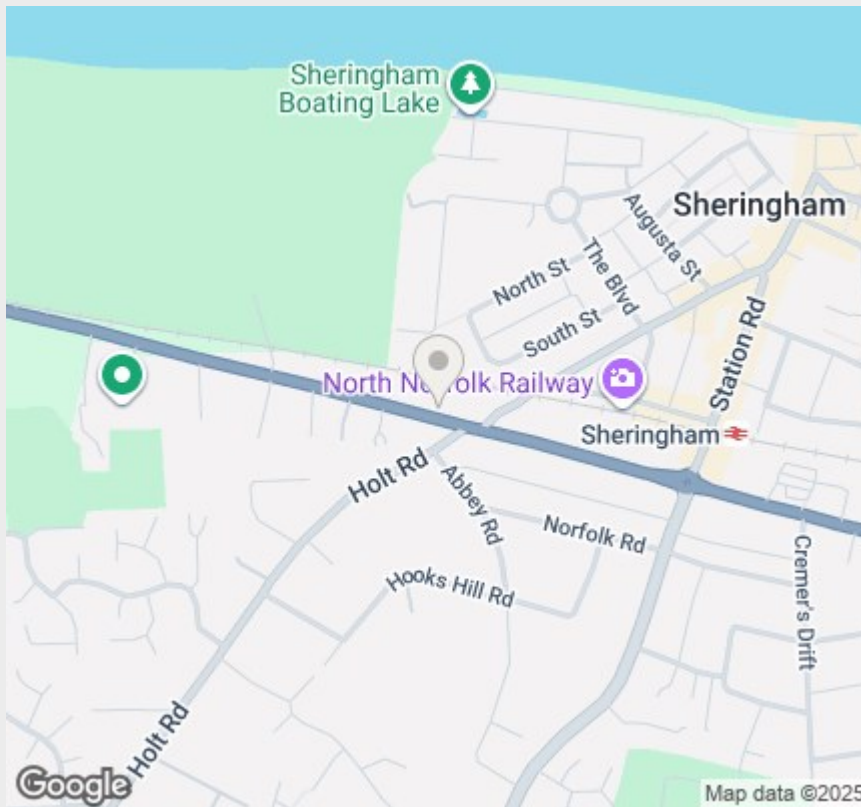 Sheringham
Boating Lake
Sheringham
Augusta St
The Blvd
North St
South St
Station Rd
North Norfolk Railway
Sheringham
Holt Rd
Abbey Rd
Norfolk Rd
Hooks Hill Rd
Cremer's Drift
Holt Rd
Google
Map data ©2025